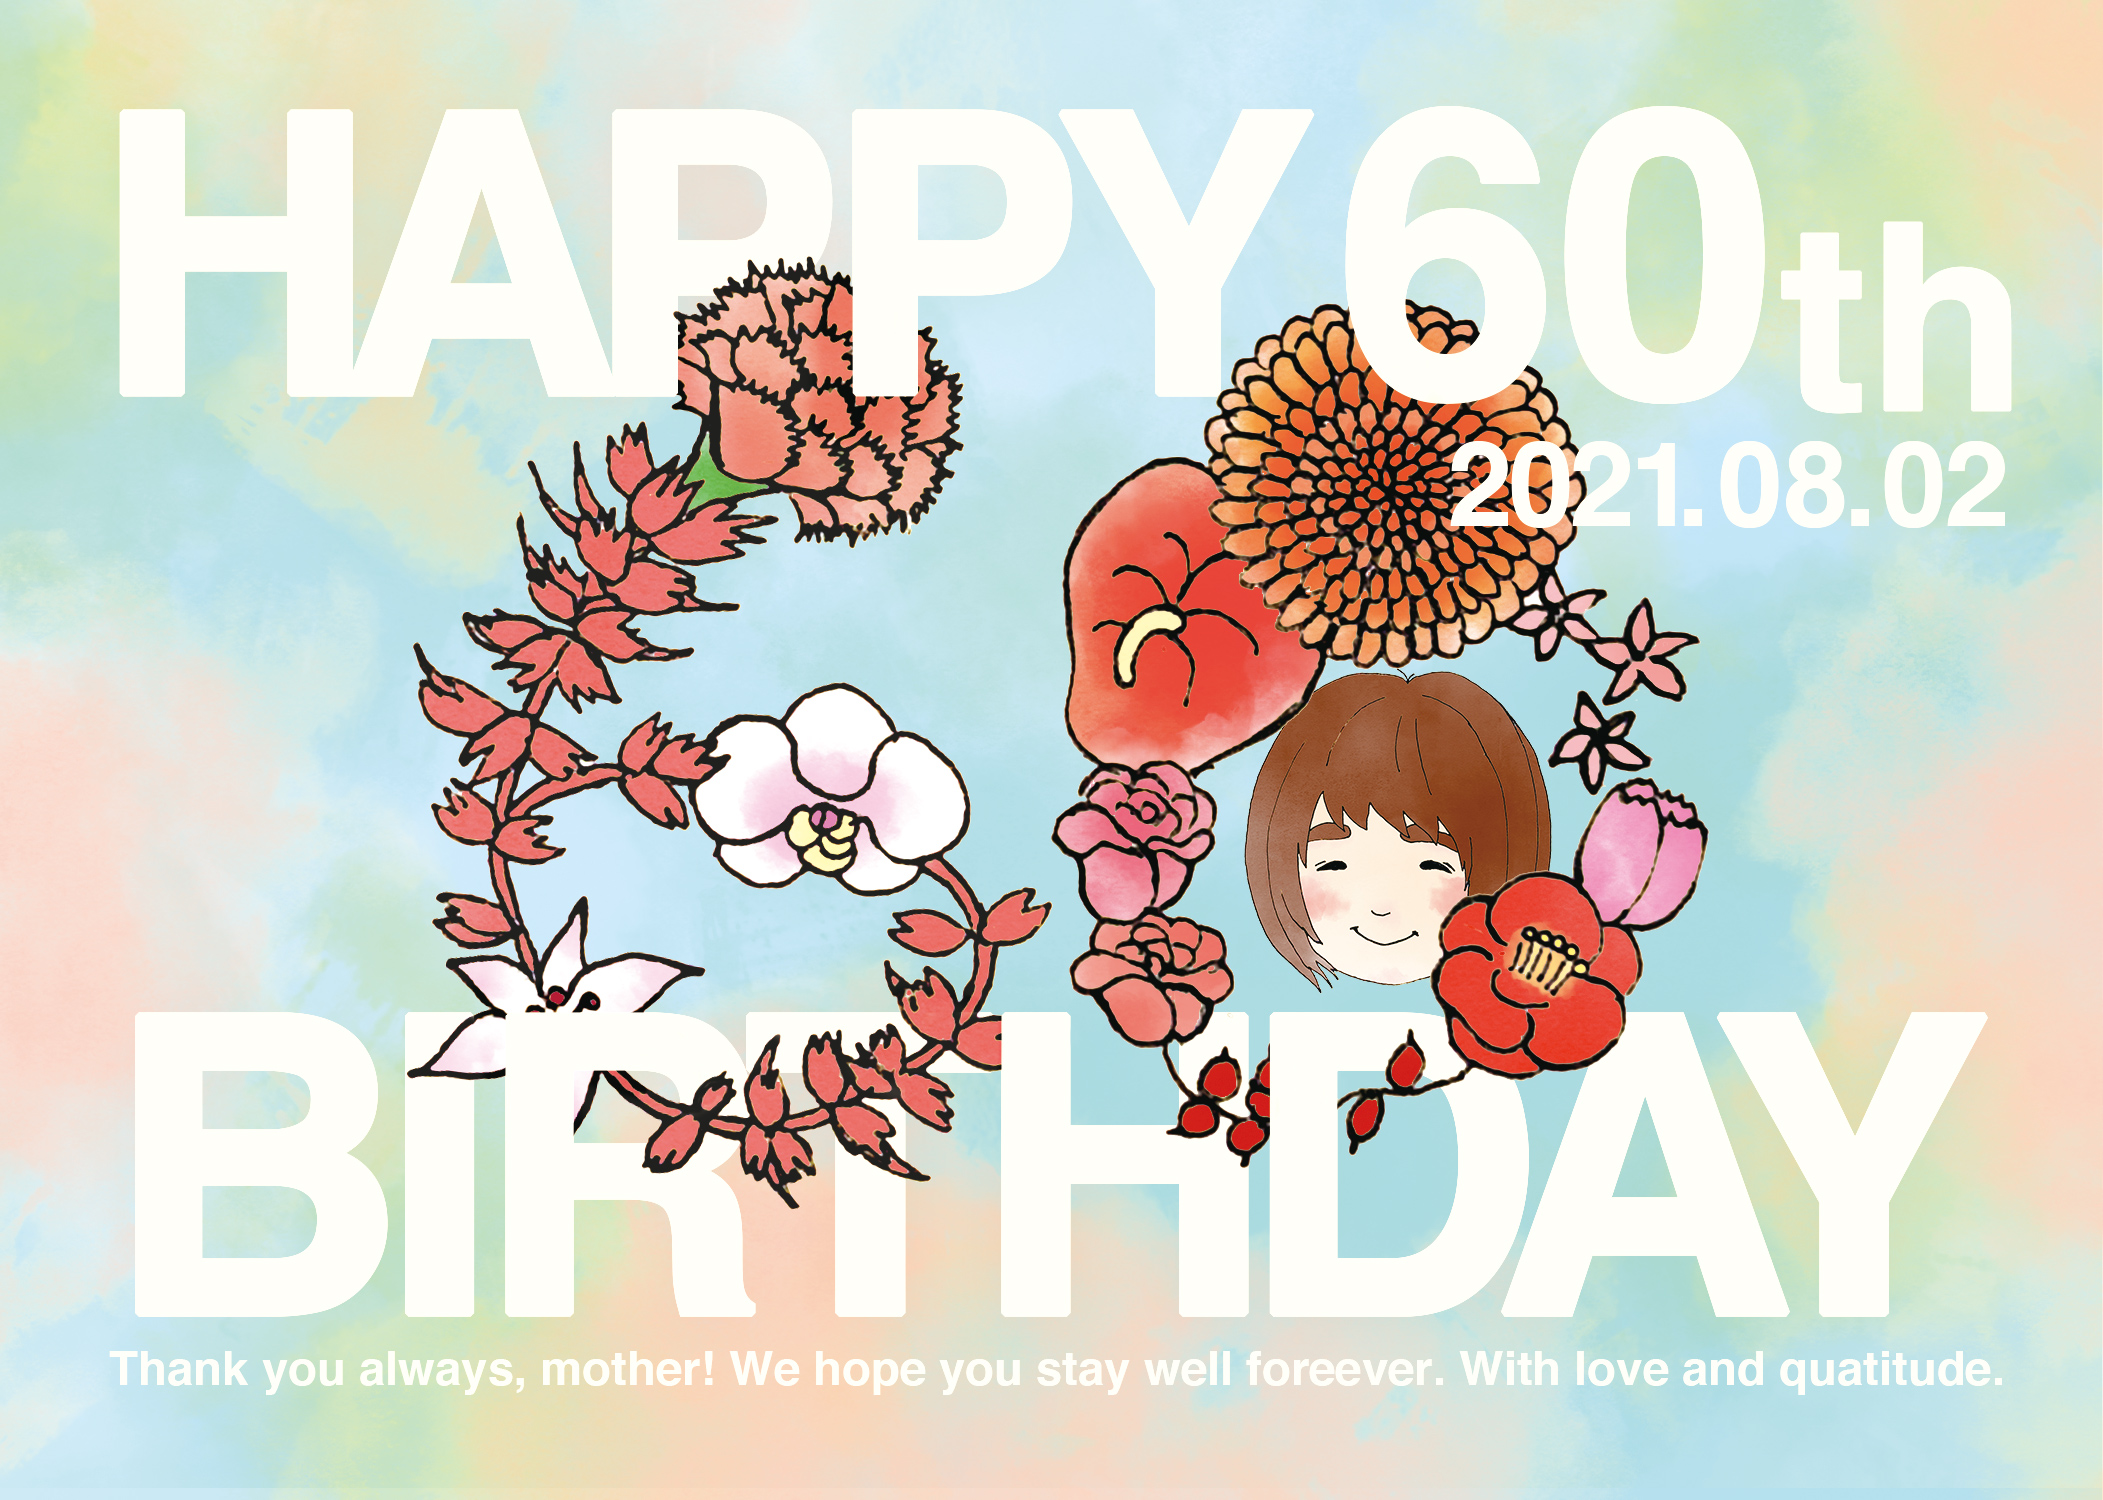 HAPPY 60th
2021.08.02
BIRTHDAY
Thank you always, mother! We hope you stay well foreever. With love and quatitude.